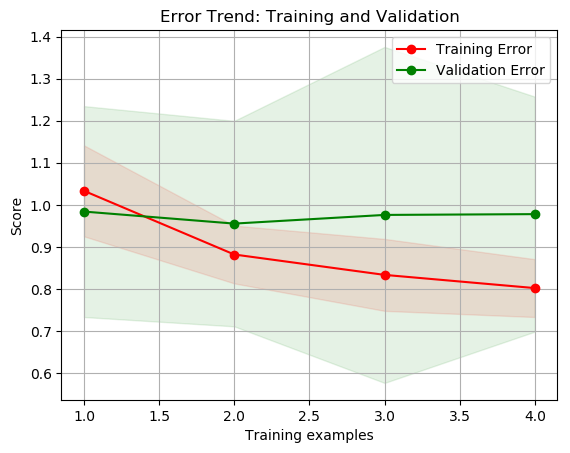 Error Trend: Training and Validation
Training Error
Validation Error
Score
1.4
1.3
1.2
1.1
1.0
0.9
0.8
0.7
0.6
1.0 1.5 2.0 2.5 3.0 3.5 4.0
Training examples